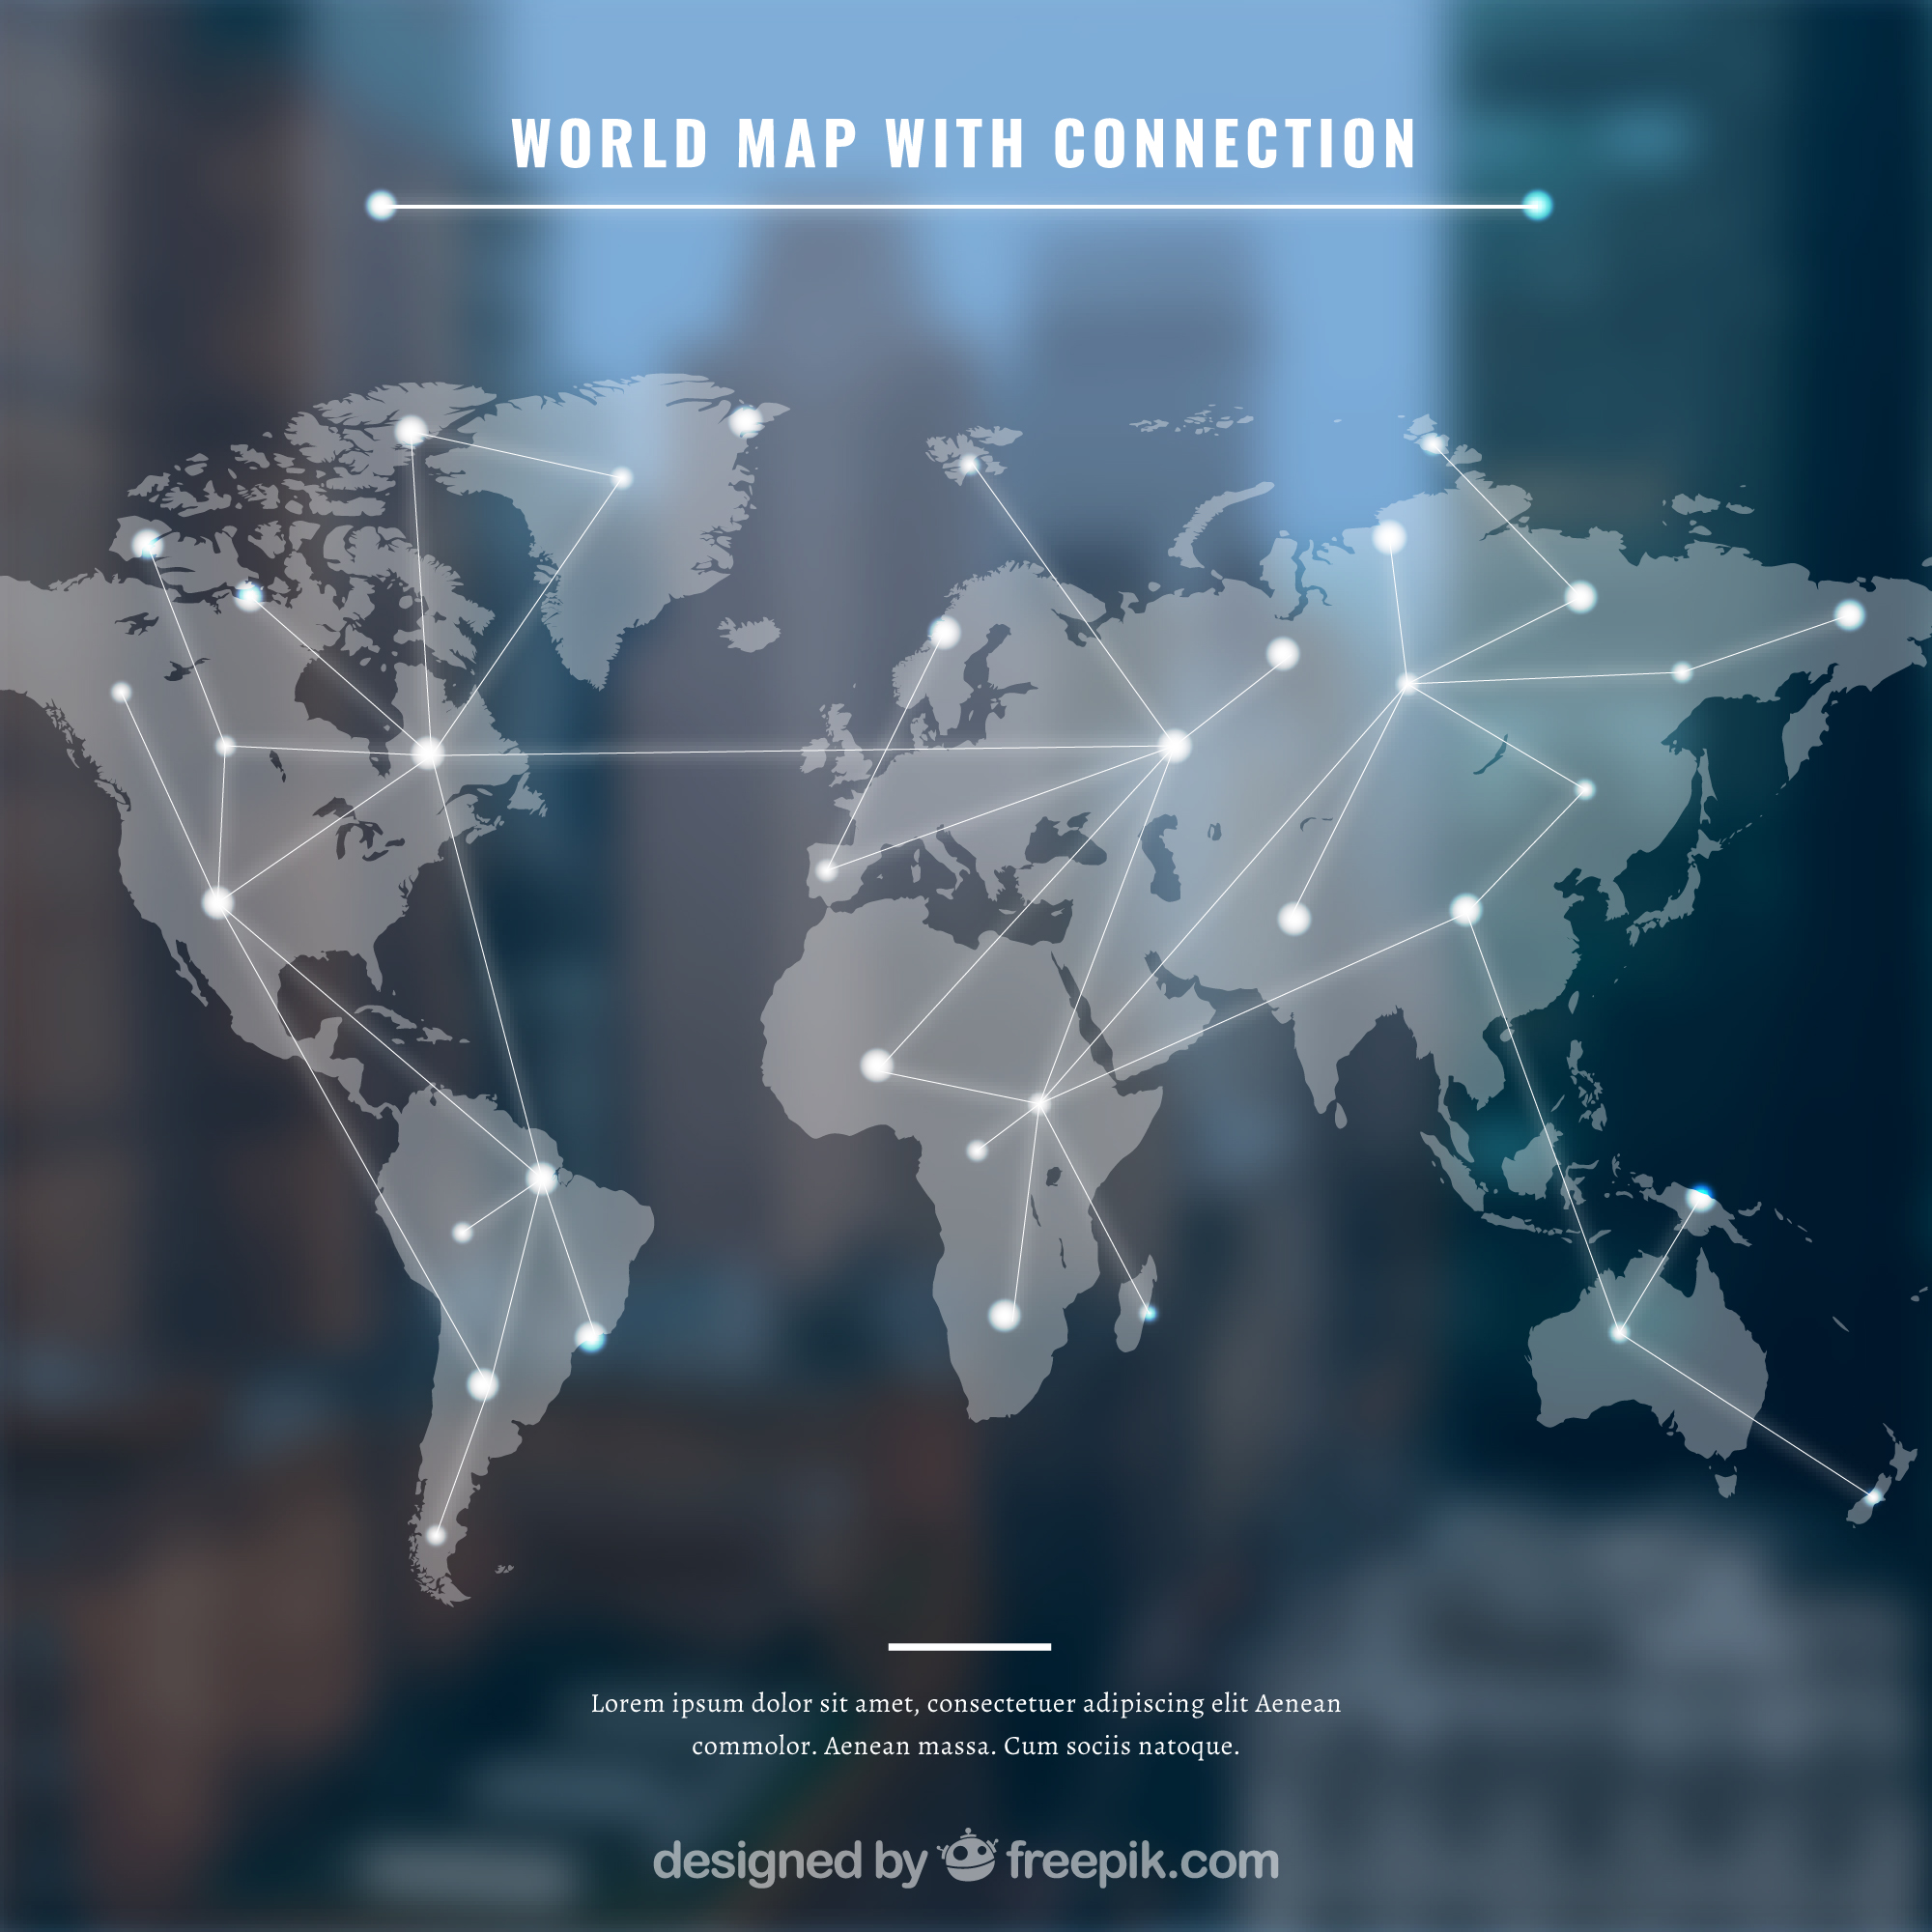 WORLD MAP WITH CONNECTION
Lorem ipsum dolor sit amet, consectetuer adipiscing elit Aenean
commolor. Aenean massa. Cum sociis natoque.
designed by freepik.com